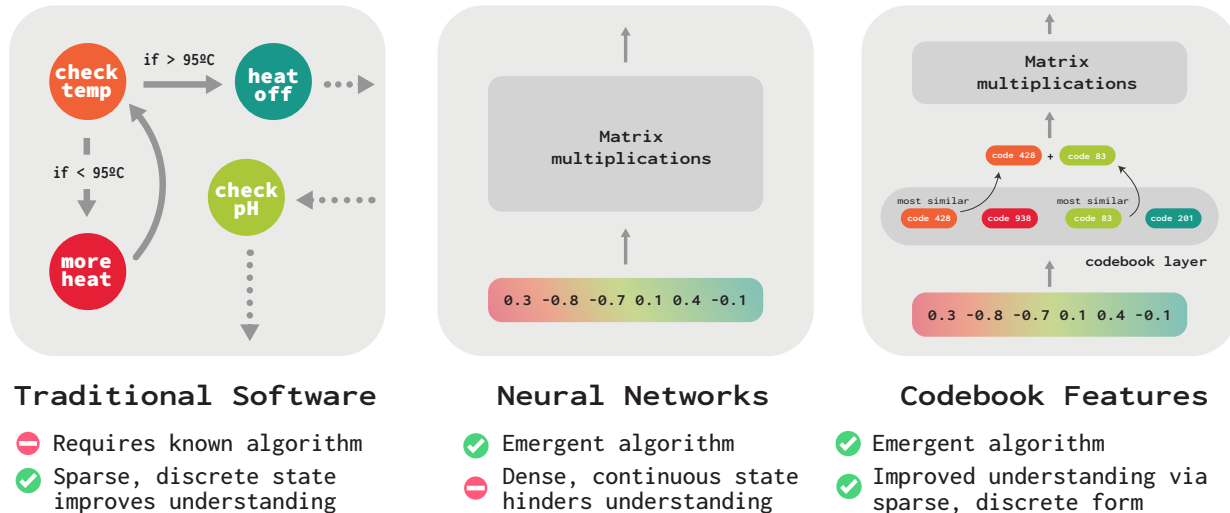 check
temp
if > 95ºC
heat
off
if < 95ºC
check
pH
more
heat
Traditional Software
Requires known algorithm
Sparse, discrete state
improves understanding
Matrix
multiplications
0.3 -0.8 -0.7 0.1 0.4 -0.1
Neural Networks
Emergent algorithm
Dense, continuous state
hinders understanding
Matrix
multiplications
code 428 + code 83
most similar most similar
code 428 code 938 code 83 code 201
codebook layer
0.3 -0.8 -0.7 0.1 0.4 -0.1
Codebook Features
Emergent algorithm
Improved understanding via
sparse, discrete form